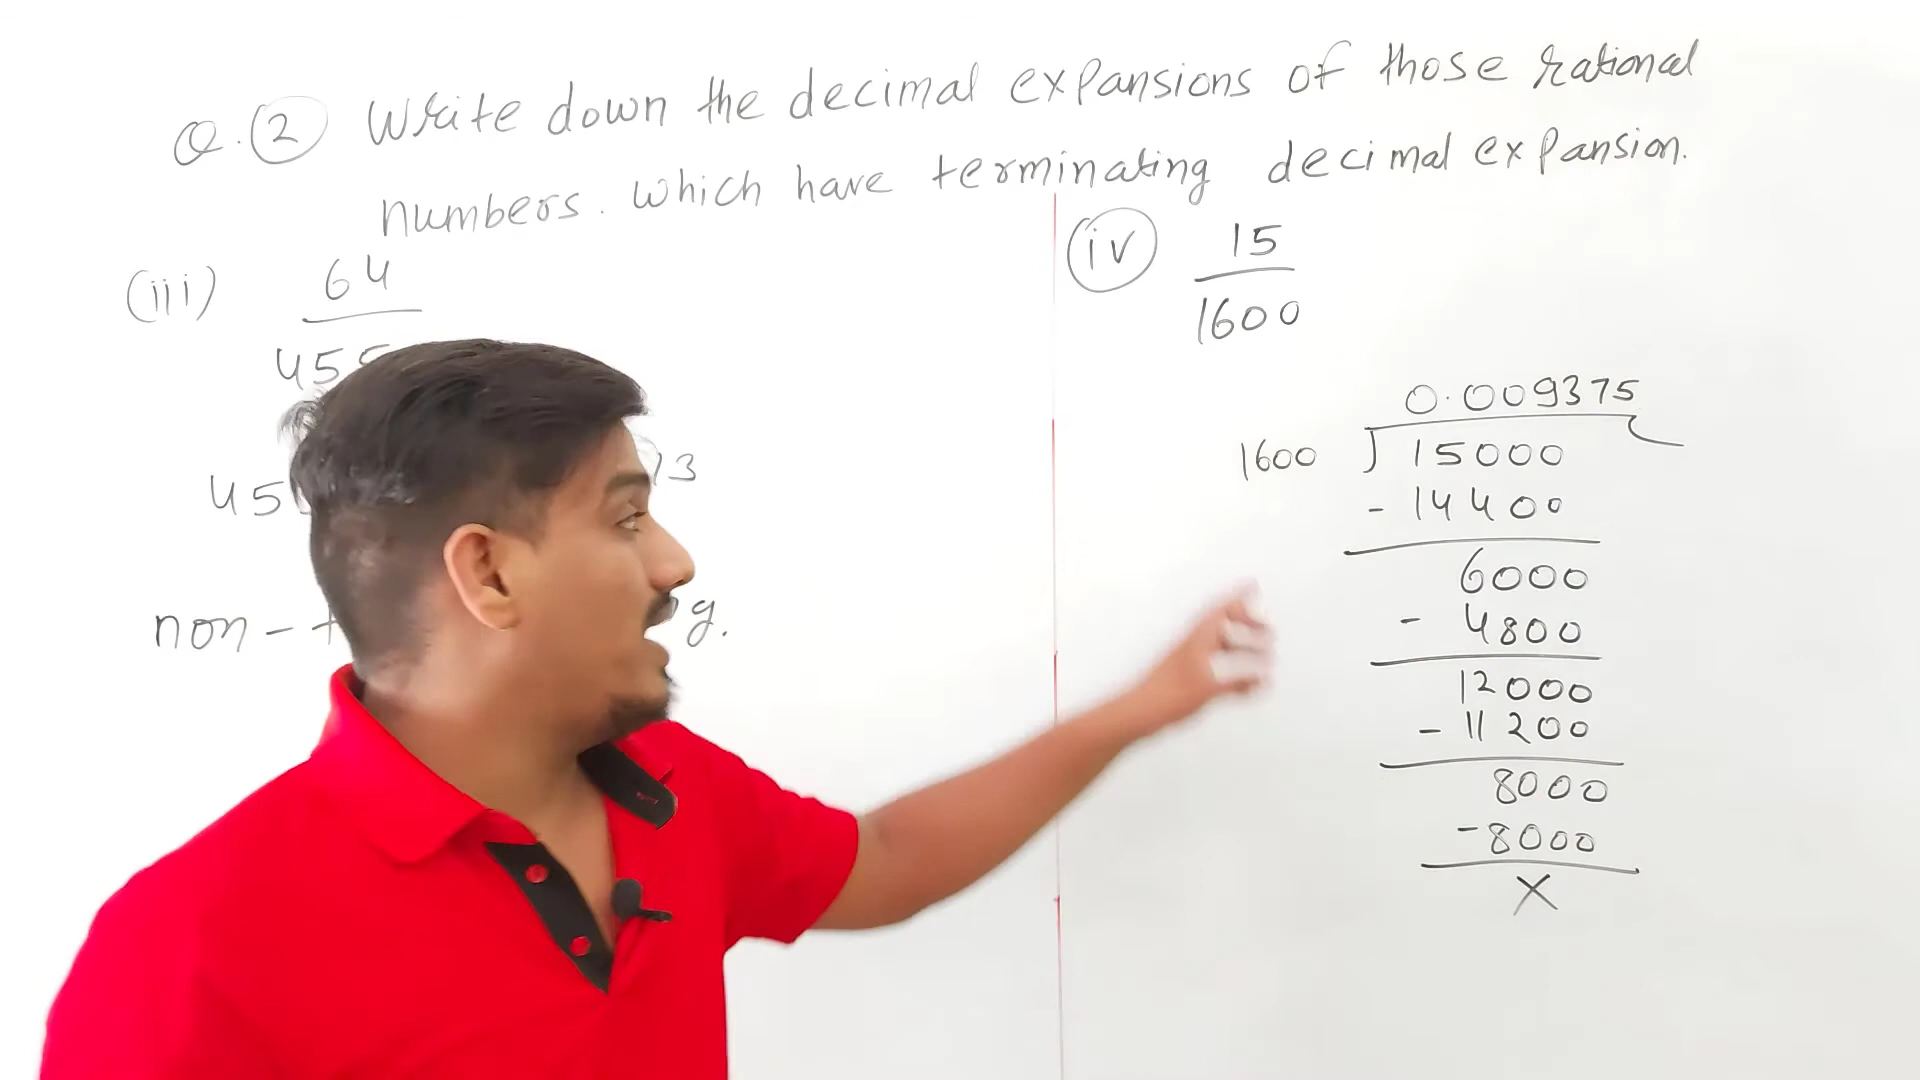 Q. (2) Write down the decimal expansions of those rational
numbers. which have terminating decimal expansion.
(iii) 64
455
45
13
non-
g.
(iv) 15
1600
0.009375
1600 ) 15000
- 14400
6000
- 4800
12000
- 11200
8000
- 8000
X